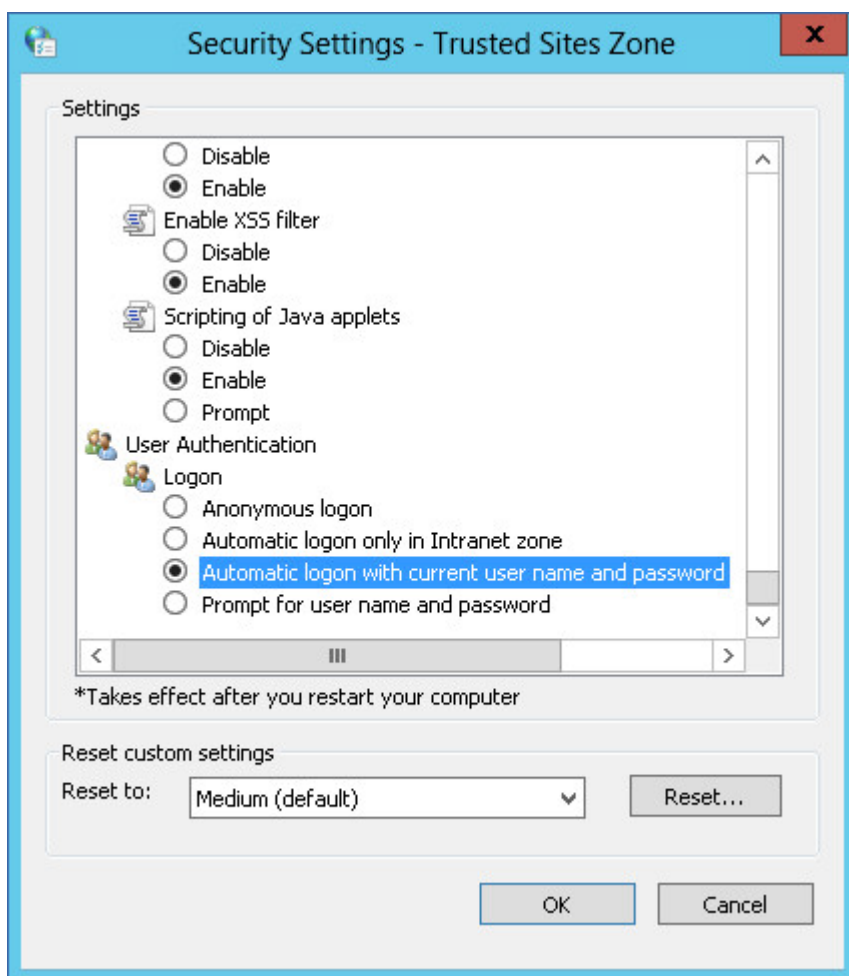 Security Settings - Trusted Sites Zone
x
Settings
Disable
Enable
Enable XSS filter
Disable
Enable
Scripting of Java applets
Disable
Enable
Prompt
User Authentication
Logon
Anonymous logon
Automatic logon only in Intranet zone
Automatic logon with current user name and password
Prompt for user name and password
*Takes effect after you restart your computer
Reset custom settings
Reset to: Medium (default) Reset...
OK Cancel